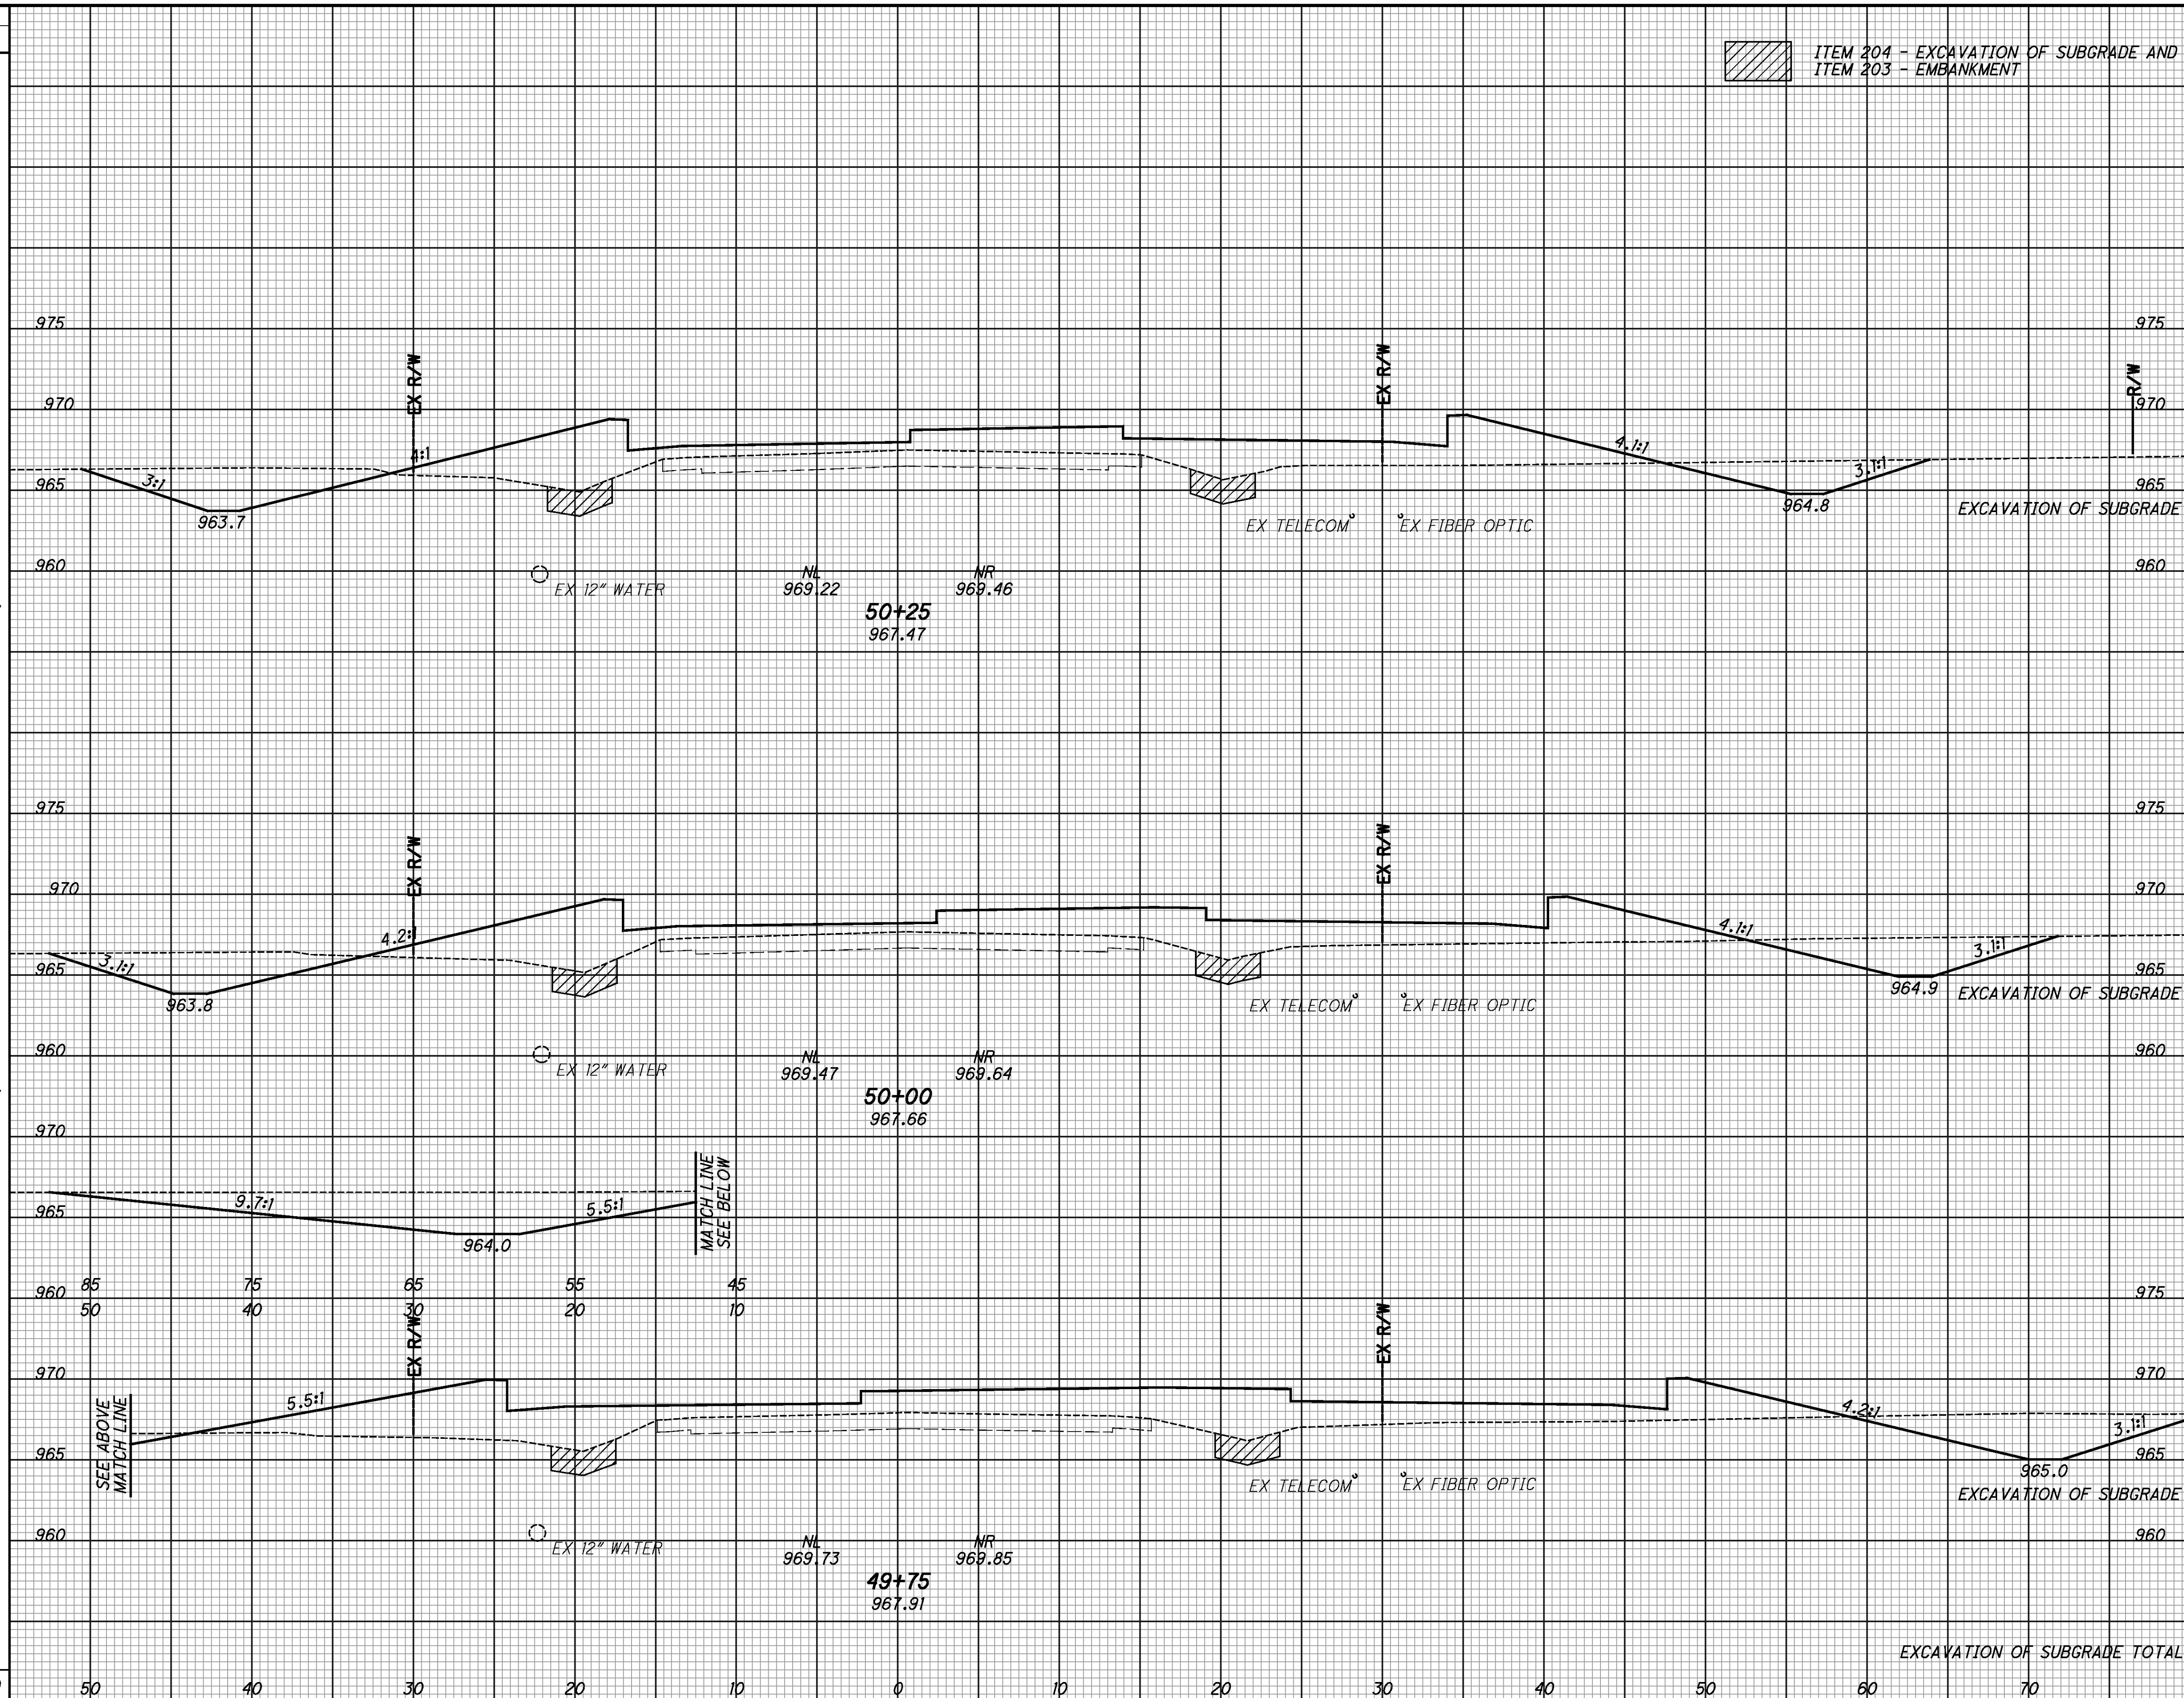 ITEM 204 - EXCAVATION OF SUBGRADE AND
ITEM 203 - EMBANKMENT
975 975
EX R/W EX R/W R/W
970 970
4:1 4.1:1 3.1:1
965 3:1 965
963.7 964.8
EX TELECOM EX FIBER OPTIC
EXCAVATION OF SUBGRADE
960 960
EX 12" WATER
NL NR
969.22 969.46
50+25
967.47
975 975
EX R/W EX R/W
970 970
4.2:1 4.1:1
965 3.1:1 3.1:1 965
963.8 964.9
EX TELECOM EX FIBER OPTIC
EXCAVATION OF SUBGRADE
960 960
EX 12" WATER
NL NR
969.47 969.64
50+00
967.66
970
MATCH LINE
SEE BELOW
9.7:1 5.5:1
965
964.0
85 75 65 55 45
960 975
50 40 30 20 10
EX R/W EX R/W
970 970
SEE ABOVE
MATCH LINE
5.5:1 4.2:1 3.1:1
965 965
965.0
EX TELECOM EX FIBER OPTIC
EXCAVATION OF SUBGRADE
960 960
EX 12" WATER
NL NR
969.73 969.85
49+75
967.91
EXCAVATION OF SUBGRADE TOTAL
50 40 30 20 10 0 10 20 30 40 50 60 70